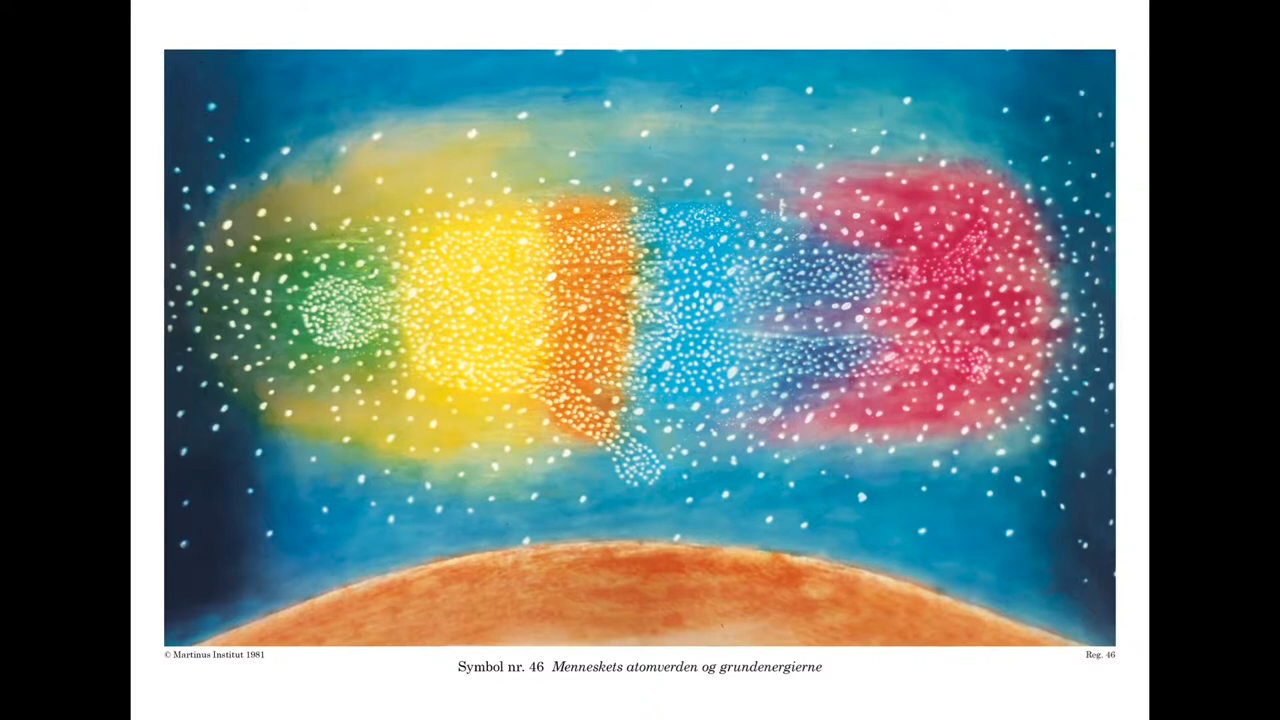 © Martinus Institut 1981
Reg. 46
Symbol nr. 46 Menneskets atomverden og grundenergierne